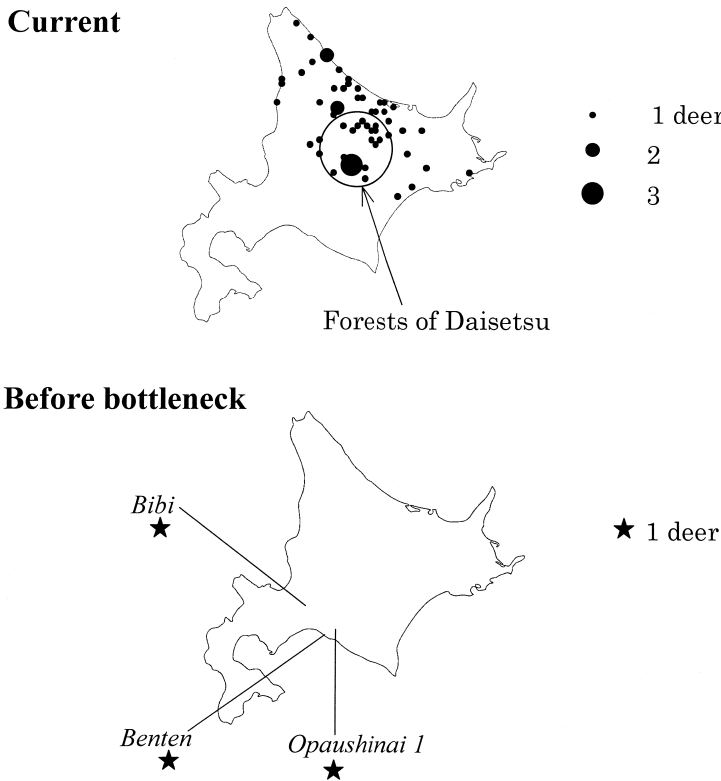 Current
1 deer
2
3
Forests of Daisetsu
Before bottleneck
Bibi
1 deer
Benten
Opaushinai 1